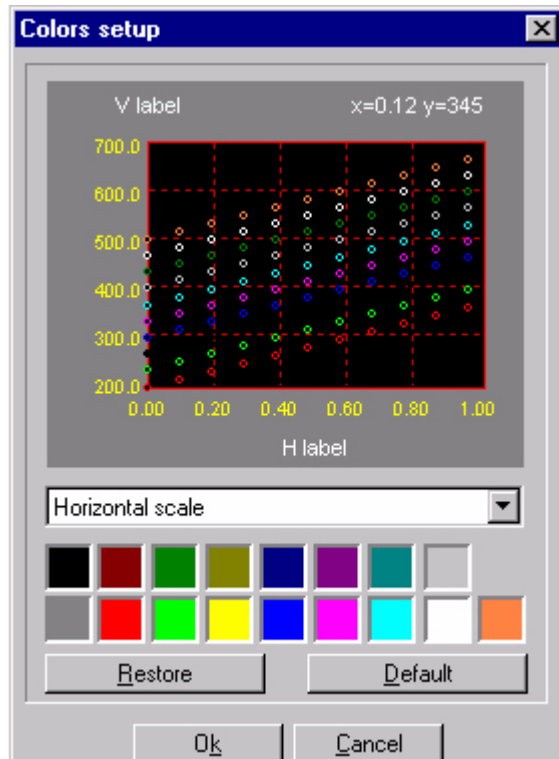 Colors setup
V label x=0.12 y=345
700.0
600.0
500.0
400.0
300.0
200.0
0.00 0.20 0.40 0.60 0.80 1.00
H label
Horizontal scale
Restore Default
Ok Cancel